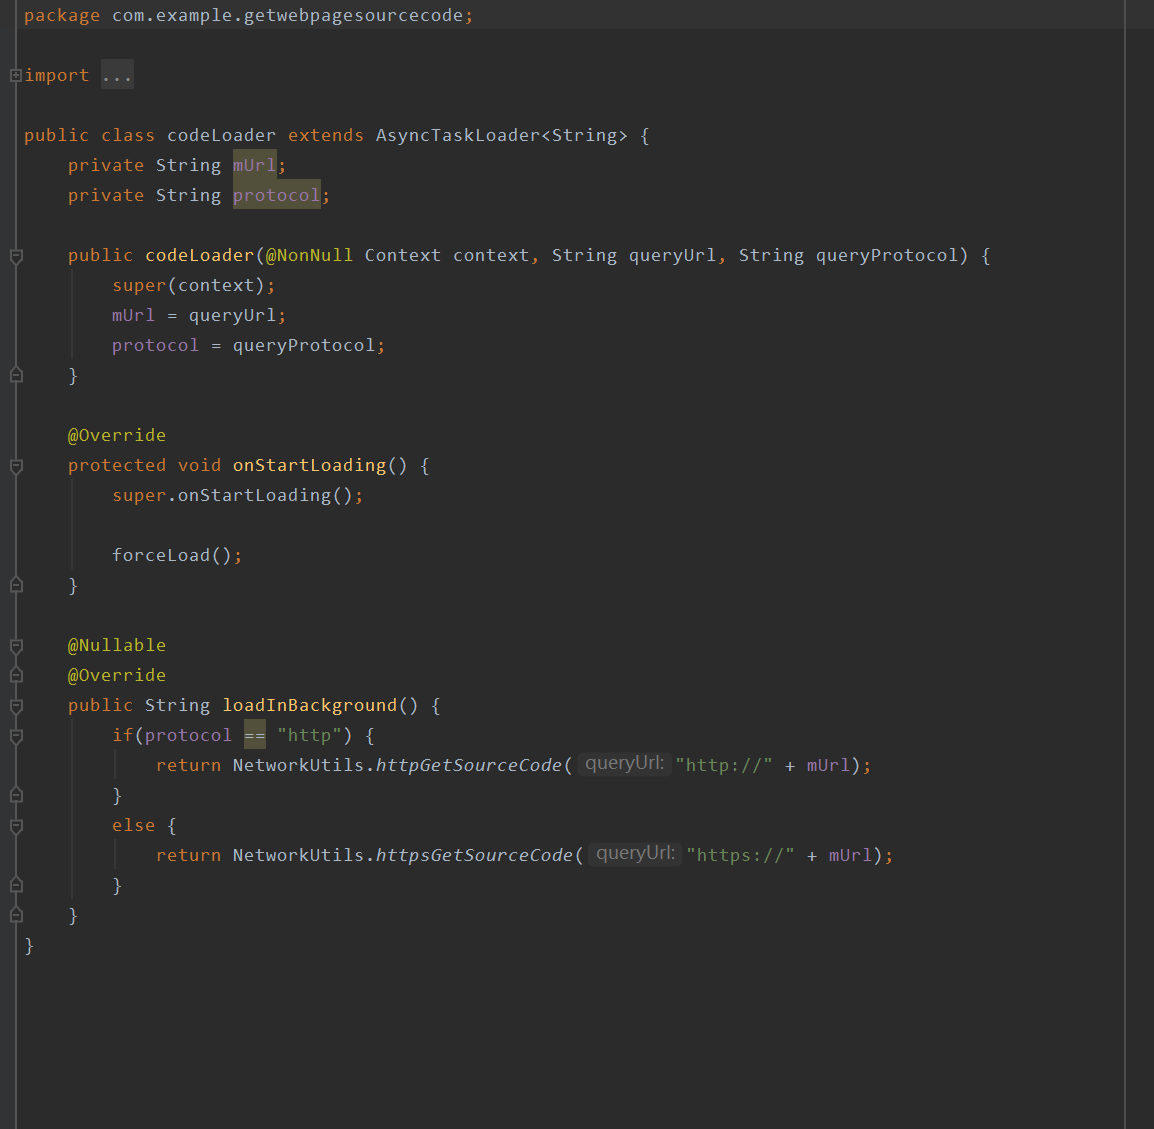 package com.example.getwebpagesourcecode;
import ...
public class codeLoader extends AsyncTaskLoader<String> {
private String mUrl;
private String protocol;
public codeLoader(@NonNull Context context, String queryUrl, String queryProtocol) {
super(context);
mUrl = queryUrl;
protocol = queryProtocol;
}
@Override
protected void onStartLoading() {
super.onStartLoading();
forceLoad();
}
@Nullable
@Override
public String loadInBackground() {
if(protocol == "http") {
return NetworkUtils.httpGetSourceCode( queryUrl: "http://" + mUrl);
}
else {
return NetworkUtils.httpsGetSourceCode( queryUrl: "https://" + mUrl);
}
}
}